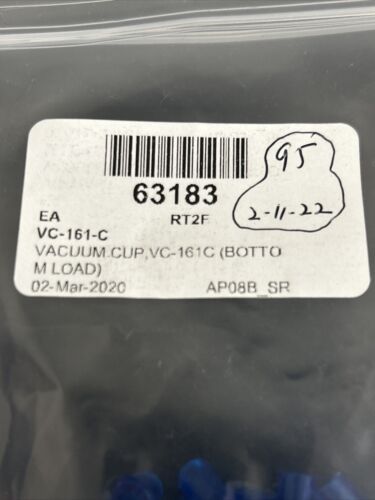 63183
95
EA
RT2F
2-11-22
VC-161-C
VACUUM.CUP,VC-161C (BOTTO
M LOAD)
02-Mar-2020
AP08B_SR